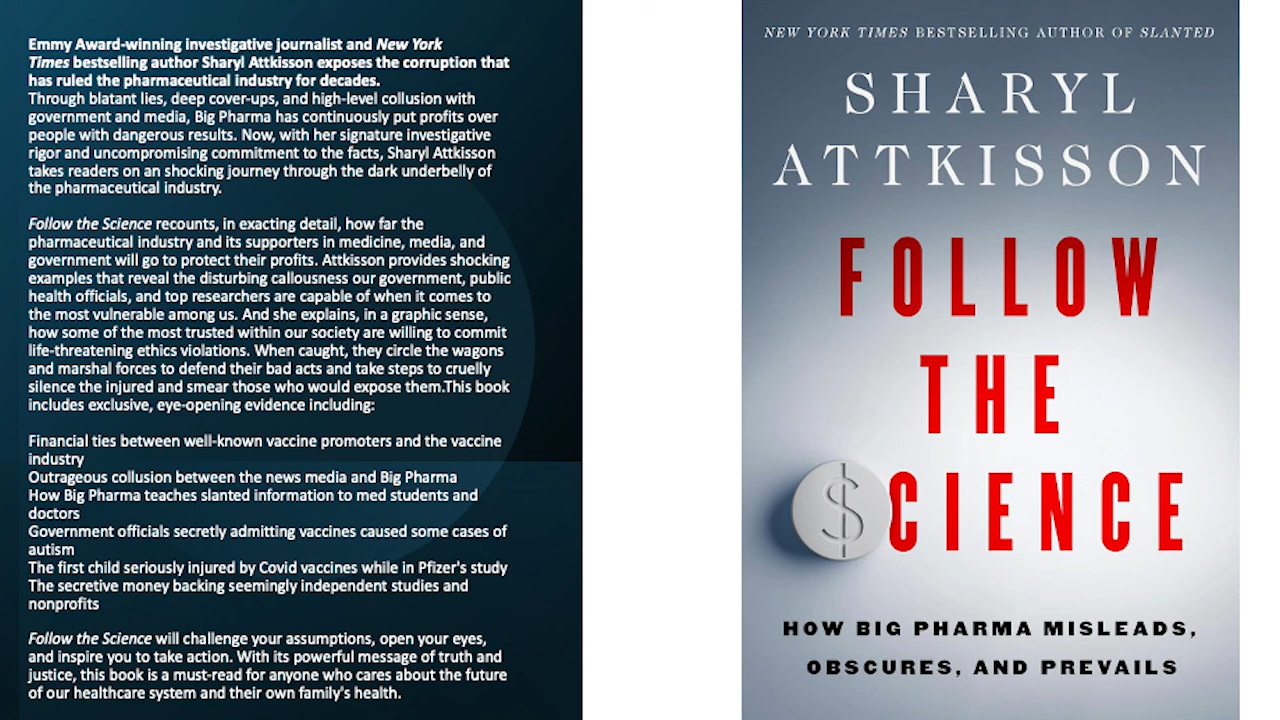 Emmy Award-winning investigative journalist and New York
Times bestselling author Sharyl Attkisson exposes the corruption that
has ruled the pharmaceutical industry for decades.
Through blatant lies, deep cover-ups, and high-level collusion with
government and media, Big Pharma has continuously put profits over
people with dangerous results. Now, with her signature investigative
rigor and uncompromising commitment to the facts, Sharyl Attkisson
takes readers on an shocking journey through the dark underbelly of
the pharmaceutical industry.
Follow the Science recounts, in exacting detail, how far the
pharmaceutical industry and its supporters in medicine, media, and
government will go to protect their profits. Attkisson provides shocking
examples that reveal the disturbing callousness our government, public
health officials, and top researchers are capable of when it comes to
the most vulnerable among us. And she explains, in a graphic sense,
how some of the most trusted within our society are willing to commit
life-threatening ethics violations. When caught, they circle the wagons
and marshal forces to defend their bad acts and take steps to cruelly
silence the injured and smear those who would expose them.This book
includes exclusive, eye-opening evidence including:
Financial ties between well-known vaccine promoters and the vaccine
industry
Outrageous collusion between the news media and Big Pharma
How Big Pharma teaches slanted information to med students and
doctors
Government officials secretly admitting vaccines caused some cases of
autism
The first child seriously injured by Covid vaccines while in Pfizer's study
The secretive money backing seemingly independent studies and
nonprofits
Follow the Science will challenge your assumptions, open your eyes,
and inspire you to take action. With its powerful message of truth and
justice, this book is a must-read for anyone who cares about the future
of our healthcare system and their own family's health.
NEW YORK TIMES BESTSELLING AUTHOR OF SLANTED
SHARYL
ATTKISSON
FOLLOW
THE
$CIENCE
HOW BIG PHARMA MISLEADS,
OBSCURES, AND PREVAILS